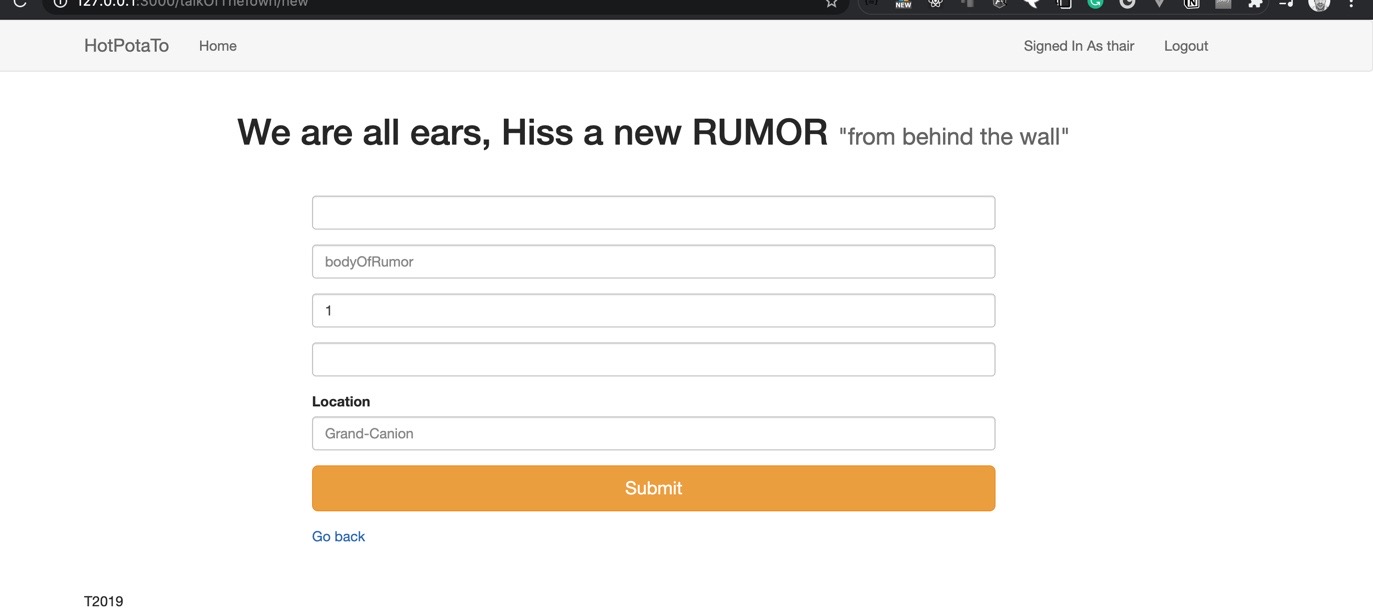 127.0.0.1:3000/talkOfTheTown/new
NEW
HotPotaTo Home Signed In As thair Logout
We are all ears, Hiss a new RUMOR "from behind the wall"
bodyOfRumor
1
Location
Grand-Canion
Submit
Go back
T2019